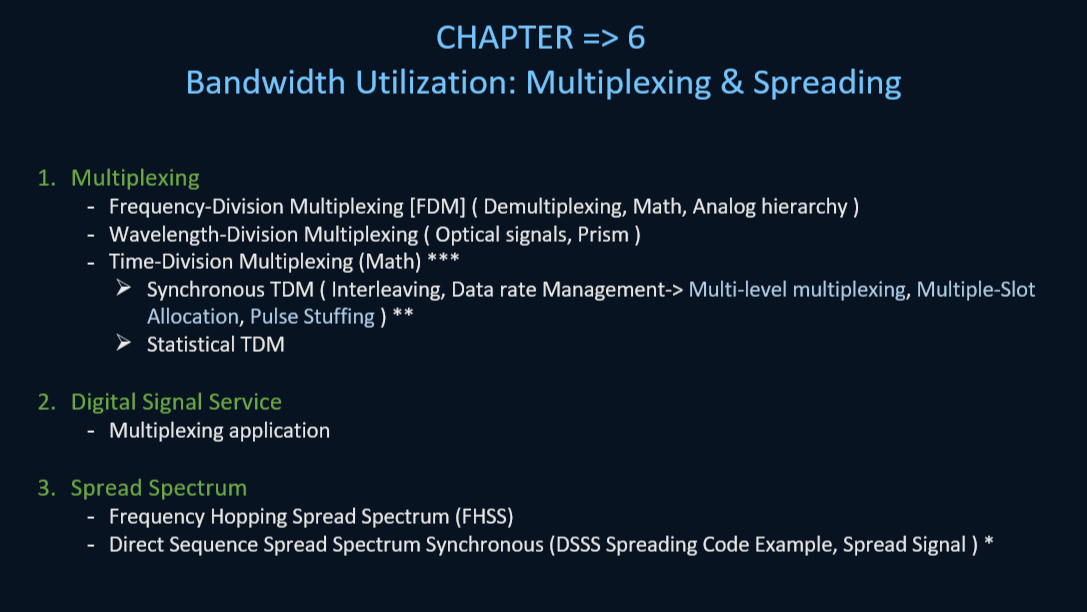 CHAPTER => 6
Bandwidth Utilization: Multiplexing & Spreading
1. Multiplexing
- Frequency-Division Multiplexing [FDM] ( Demultiplexing, Math, Analog hierarchy )
- Wavelength-Division Multiplexing ( Optical signals, Prism )
- Time-Division Multiplexing (Math) ***
➢ Synchronous TDM ( Interleaving, Data rate Management-> Multi-level multiplexing, Multiple-Slot
Allocation, Pulse Stuffing ) **
➢ Statistical TDM
2. Digital Signal Service
- Multiplexing application
3. Spread Spectrum
- Frequency Hopping Spread Spectrum (FHSS)
- Direct Sequence Spread Spectrum Synchronous (DSSS Spreading Code Example, Spread Signal ) *